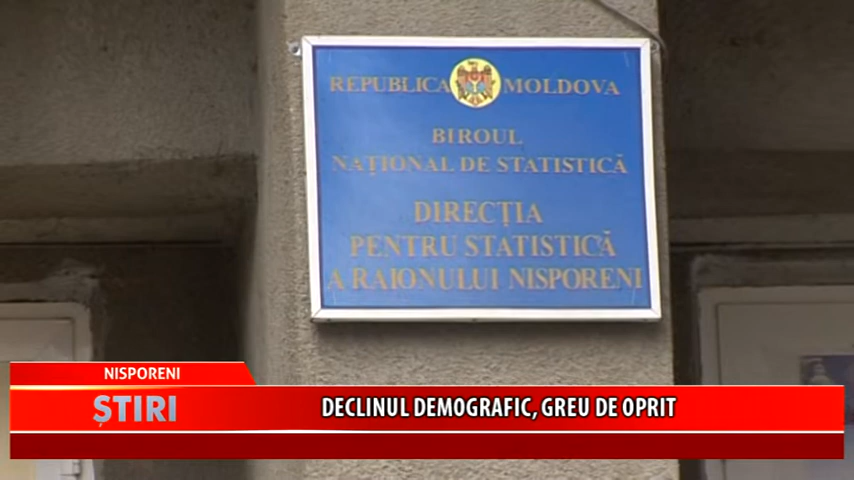 REPUBLICA MOLDOVA
BIROUL
NAȚIONAL DE STATISTICĂ
DIRECȚIA
PENTRU STATISTICĂ
A RAIONULUI NISPORENI
NISPORENI
ȘTIRI
DECLINUL DEMOGRAFIC, GREU DE OPRIT